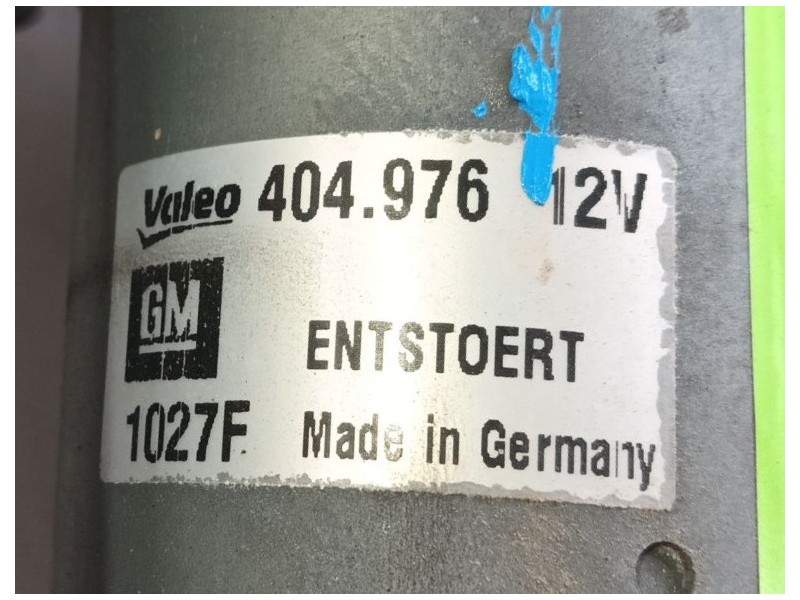 Valeo 404.976 12V
GM
ENTSTOERT
1027F Made in Germany